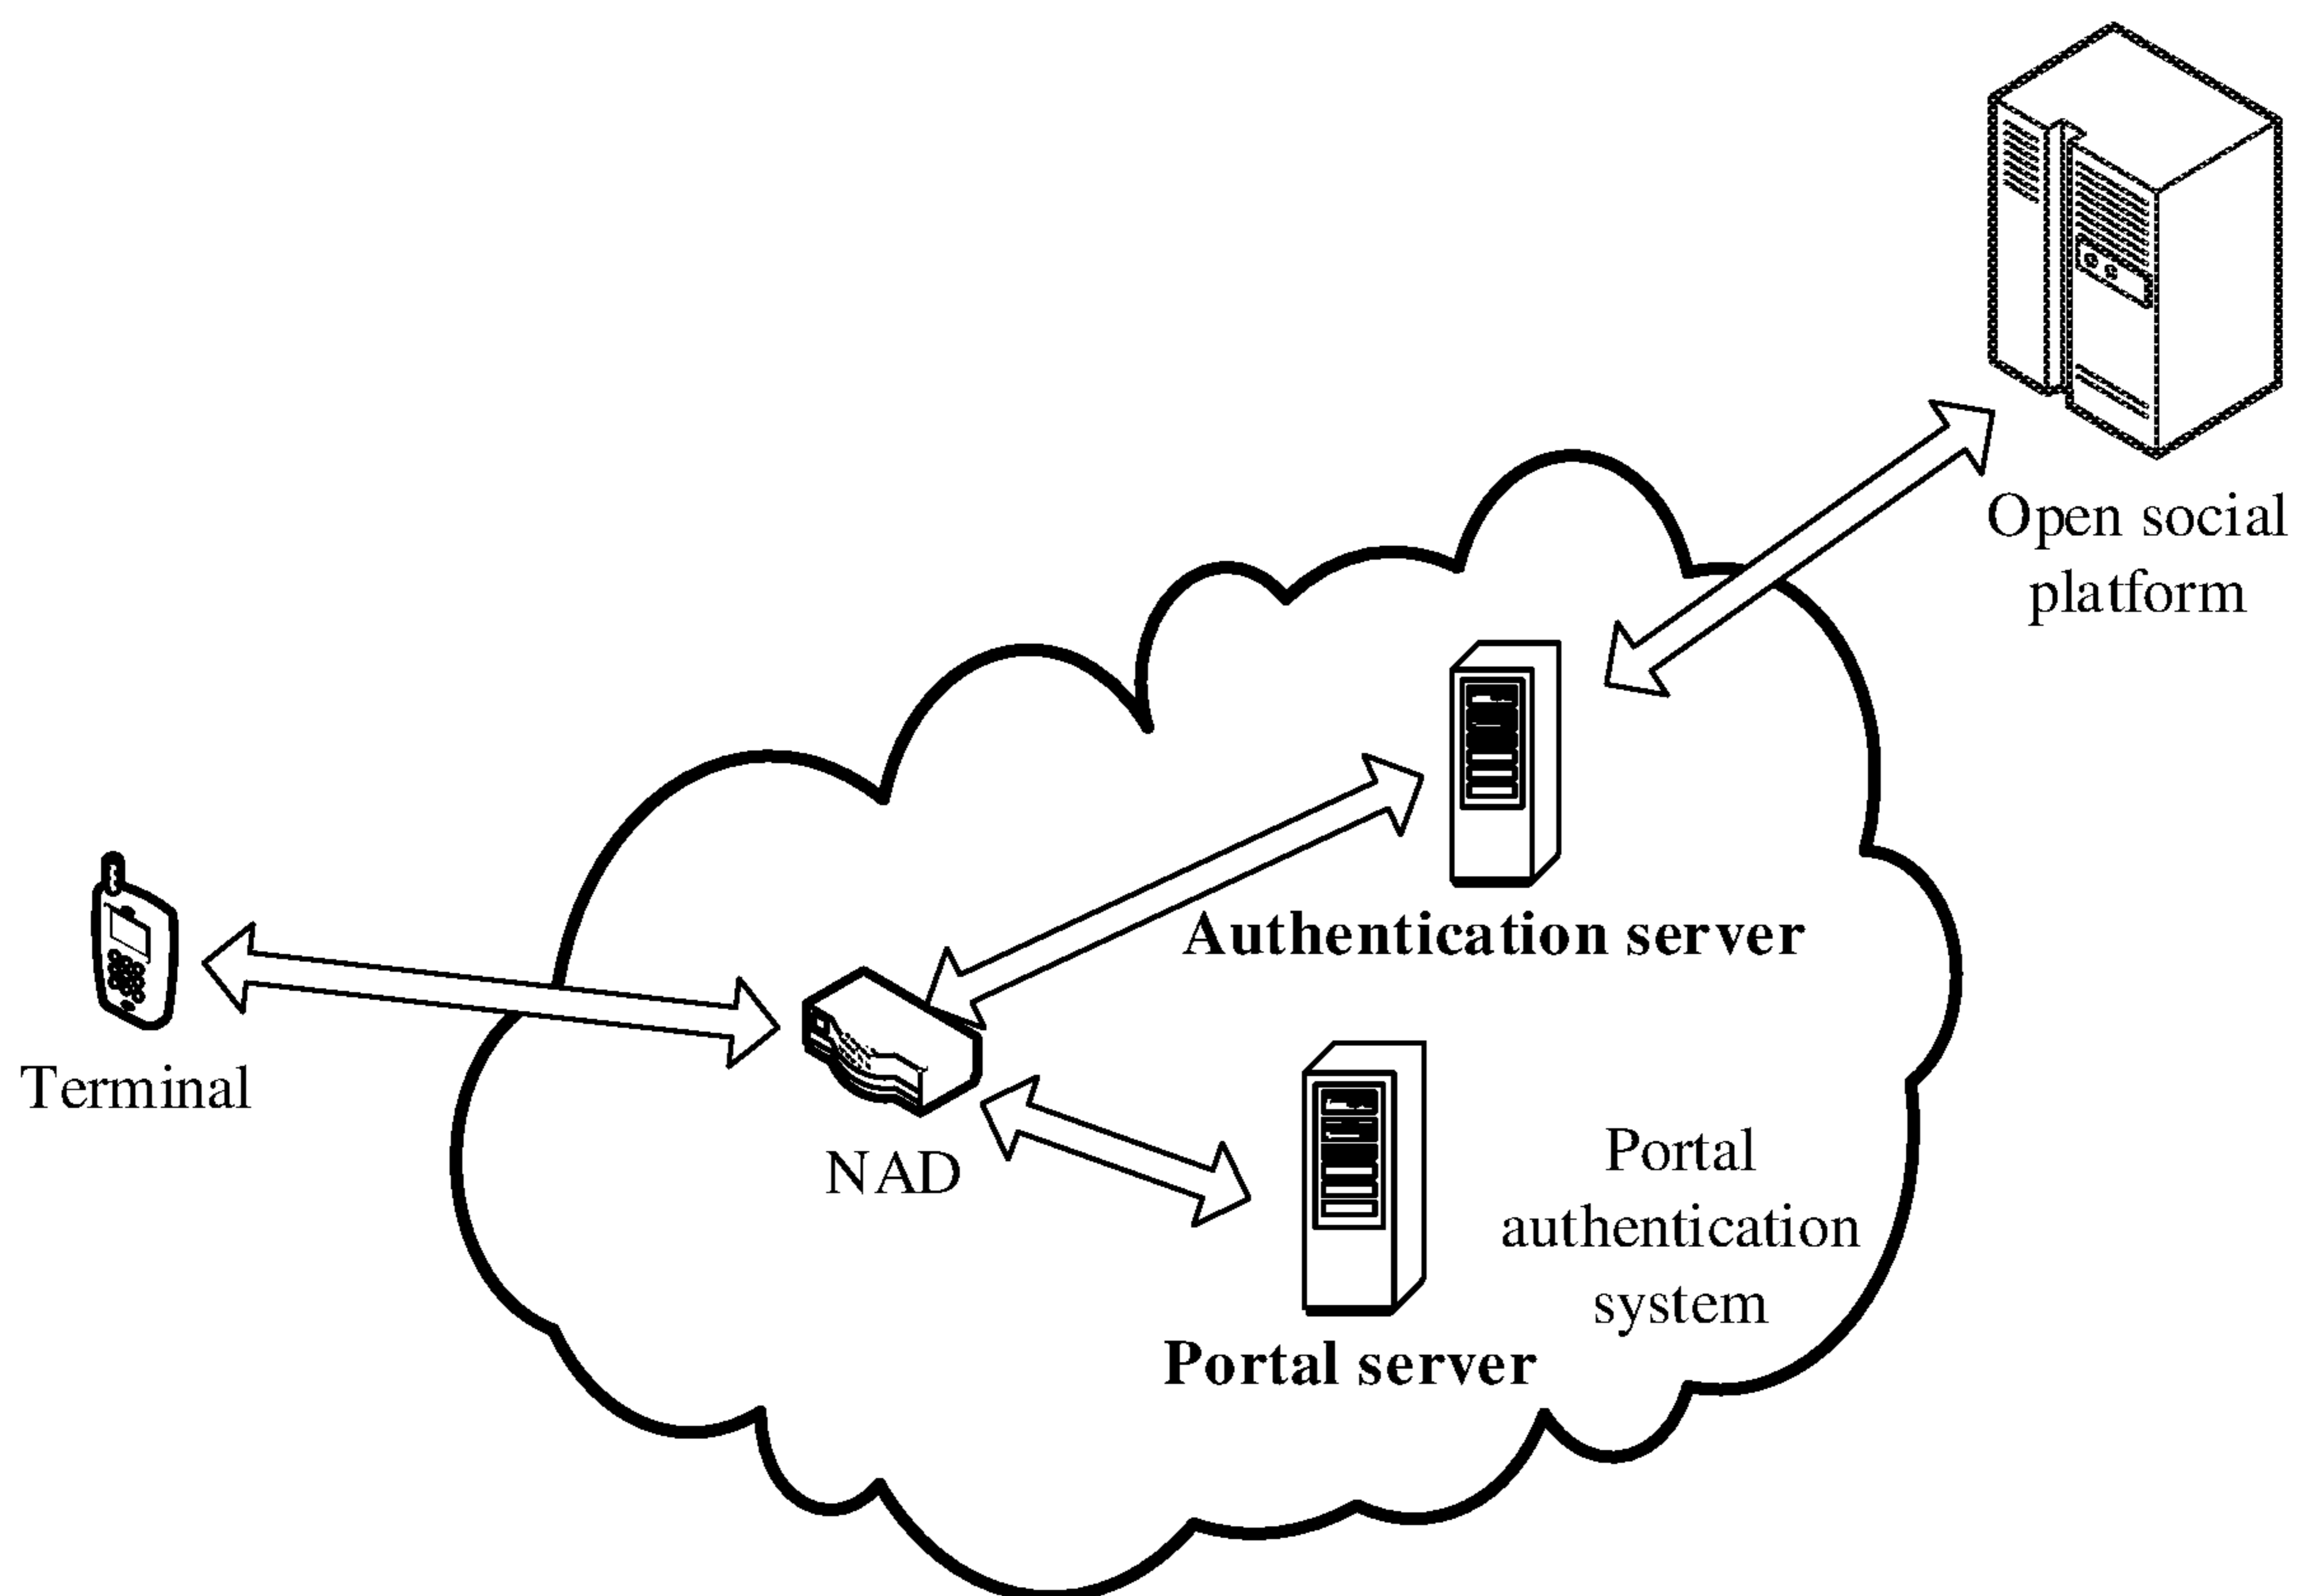 Open social
platform
Authentication server
Terminal
NAD
Portal
authentication
system
Portal server